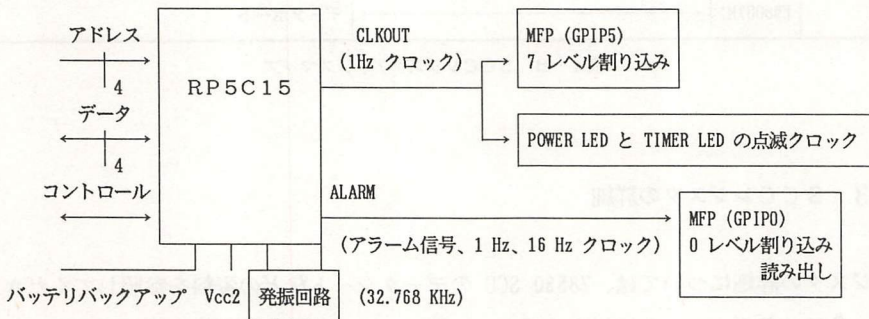 アドレス
4
データ
4
コントロール
RP5C15
CLKOUT
(1Hz クロック)
MFP (GPIP5)
7 レベル割り込み
POWER LED と TIMER LED の点滅クロック
ALARM
(アラーム信号、1 Hz、16 Hz クロック)
MFP (GPIP0)
0 レベル割り込み
読み出し
バッテリバックアップ Vcc2 発振回路 (32.768 KHz)